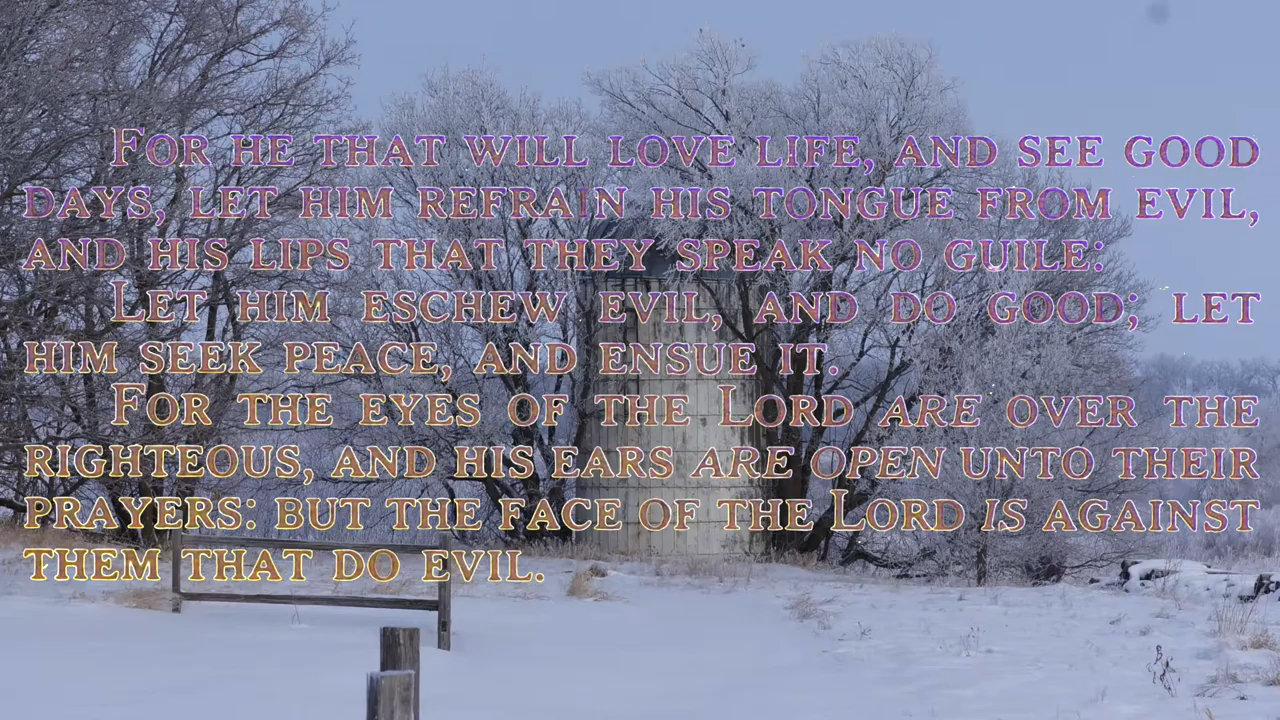 For he that will love life, and see good
days, let him refrain his tongue from evil,
and his lips that they speak no guile:
Let him eschew evil, and do good; let
him seek peace, and ensue it.
For the eyes of the Lord are over the
righteous, and his ears are open unto their
prayers: but the face of the Lord is against
them that do evil.